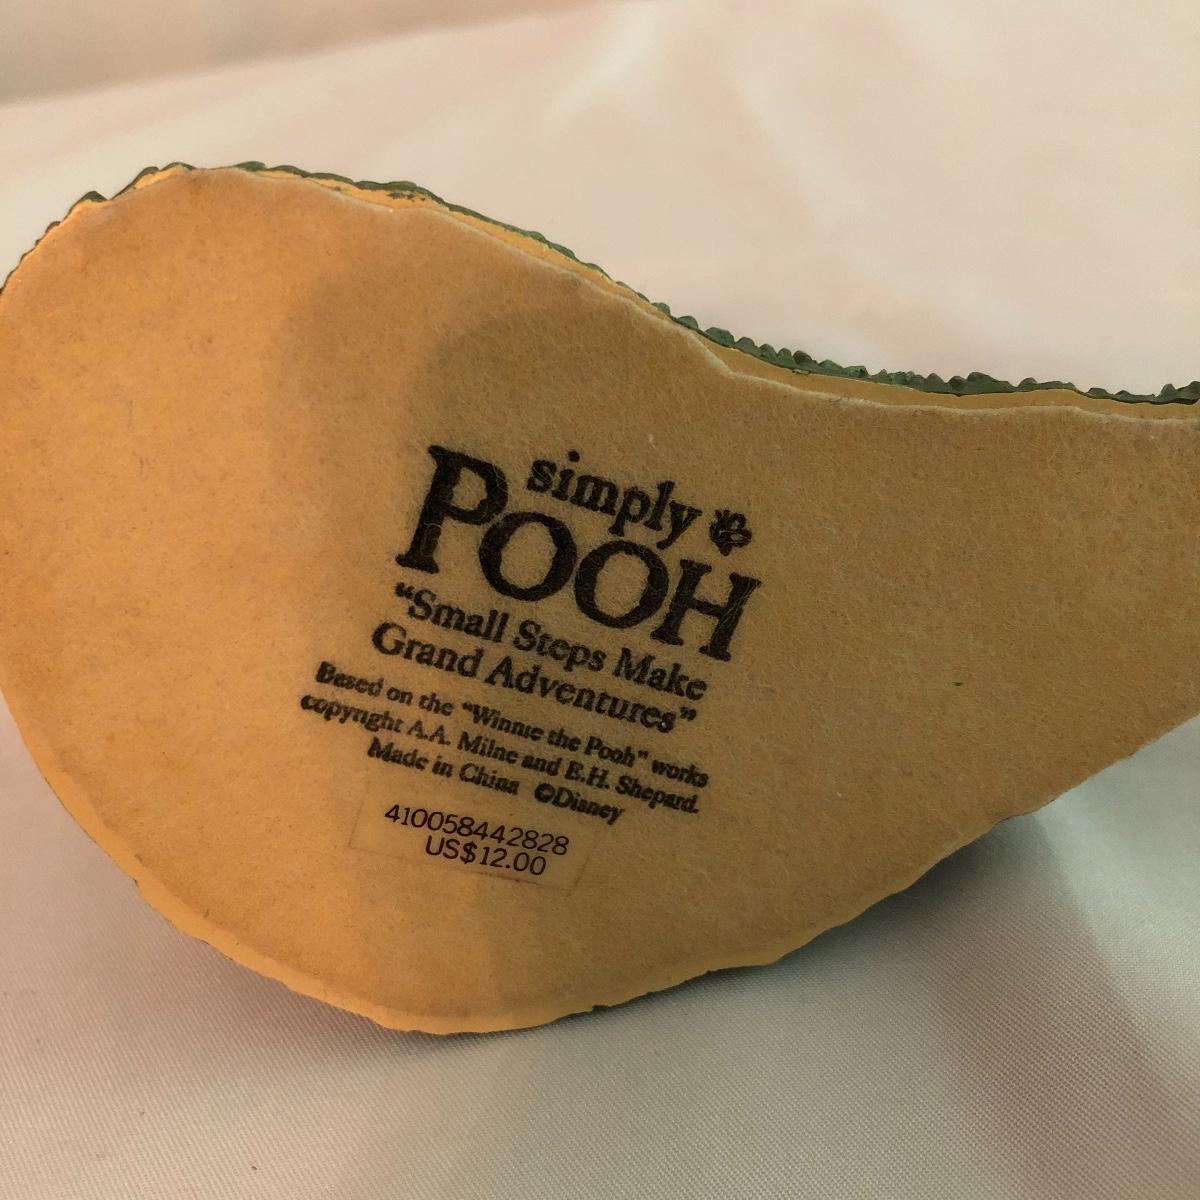 simply
POOH
“Small Steps Make
Grand Adventures”
Based on the “Winnie the Pooh” works
copyright A.A. Milne and E.H. Shepard.
Made in China ©Disney
410058442828
US$12.00